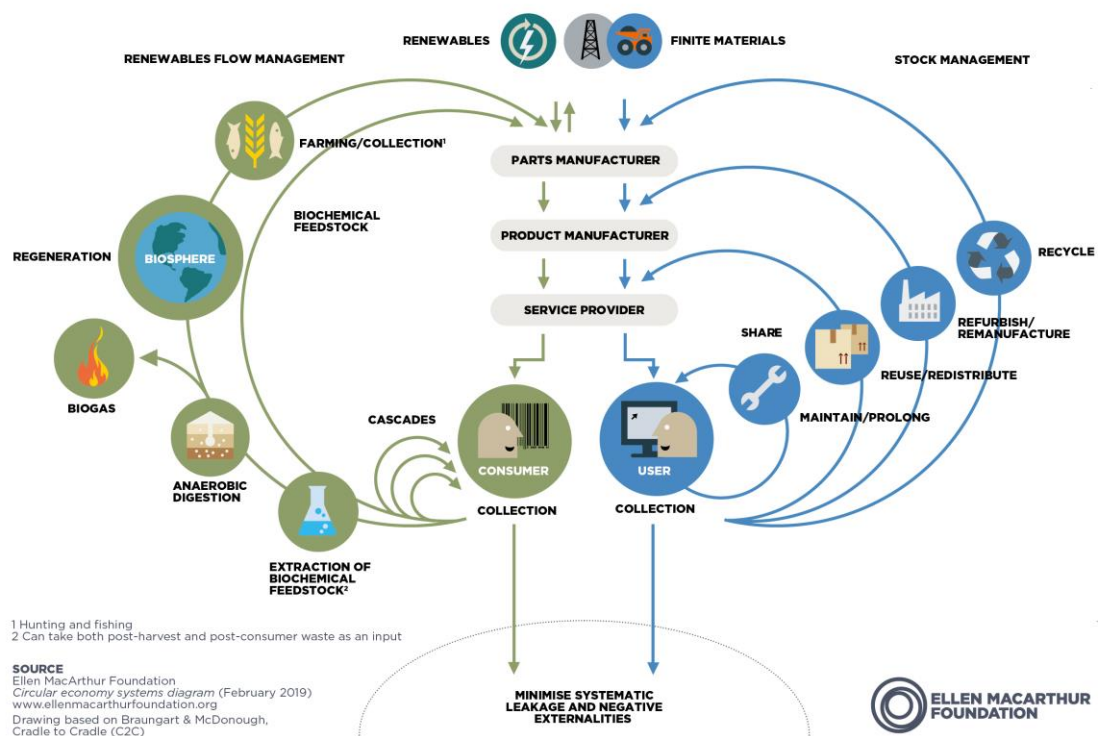 RENEWABLES
FINITE MATERIALS
RENEWABLES FLOW MANAGEMENT
STOCK MANAGEMENT
FARMING/COLLECTION¹
PARTS MANUFACTURER
BIOCHEMICAL
FEEDSTOCK
PRODUCT MANUFACTURER
REGENERATION
BIOSPHERE
RECYCLE
SERVICE PROVIDER
SHARE
REFURBISH/
REMANUFACTURE
REUSE/REDISTRIBUTE
BIOGAS
MAINTAIN/PROLONG
CASCADES
CONSUMER
USER
ANAEROBIC
DIGESTION
COLLECTION
COLLECTION
EXTRACTION OF
BIOCHEMICAL
FEEDSTOCK²
1 Hunting and fishing
2 Can take both post-harvest and post-consumer waste as an input
SOURCE
Ellen MacArthur Foundation
Circular economy systems diagram (February 2019)
www.ellenmacarthurfoundation.org
Drawing based on Braungart & McDonough,
Cradle to Cradle (C2C)
MINIMISE SYSTEMATIC
LEAKAGE AND NEGATIVE
EXTERNALITIES
ELLEN MACARTHUR
FOUNDATION